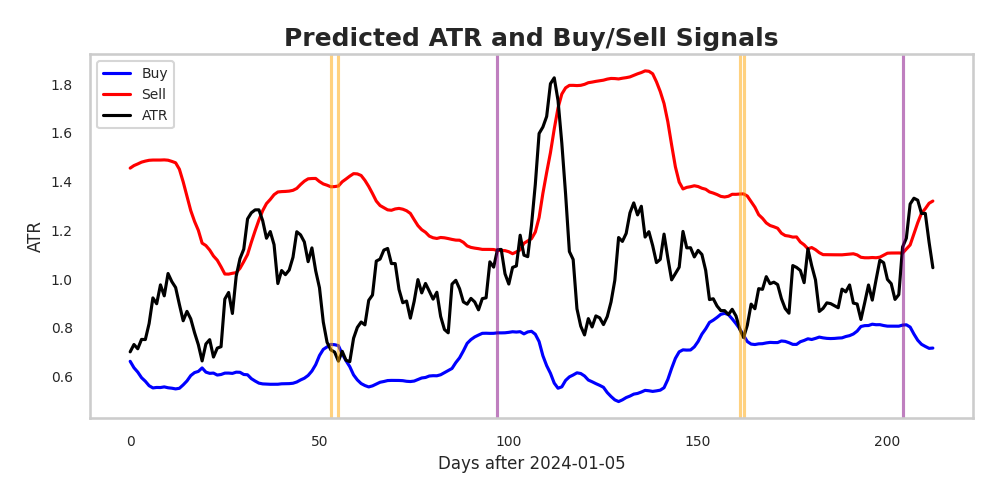 Predicted ATR and Buy/Sell Signals
Buy
Sell
ATR
ATR
1.8
1.6
1.4
1.2
1.0
0.8
0.6
0 50 100 150 200
Days after 2024-01-05